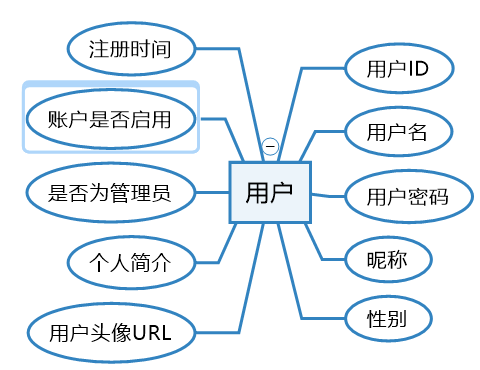 注册时间
用户ID
账户是否启用
用户名
是否为管理员
用户
用户密码
个人简介
昵称
用户头像URL
性别